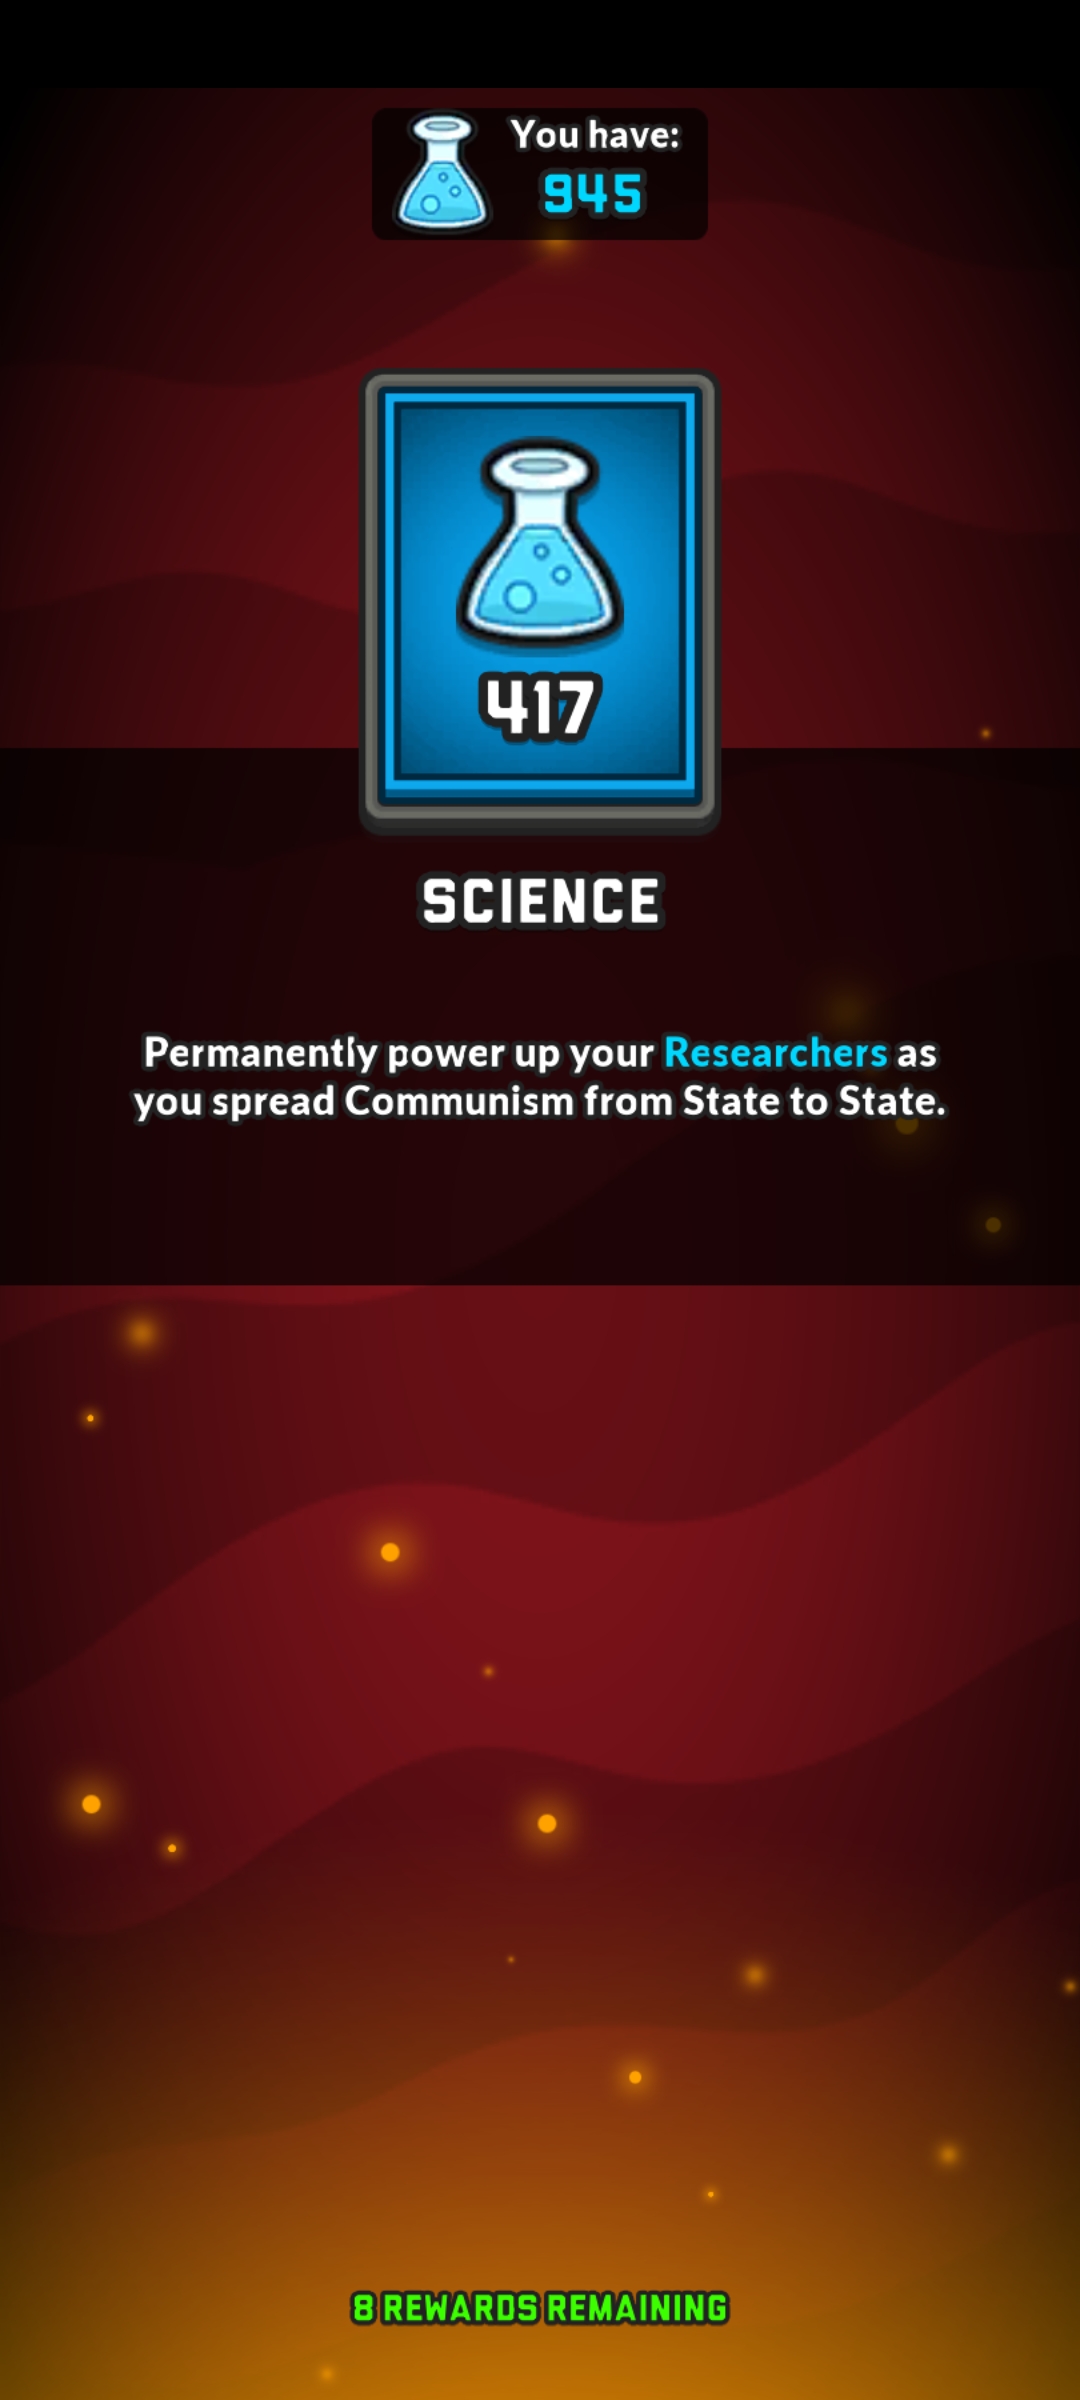 You have:
945
417
SCIENCE
Permanently power up your Researchers as
you spread Communism from State to State.
8 REWARDS REMAINING